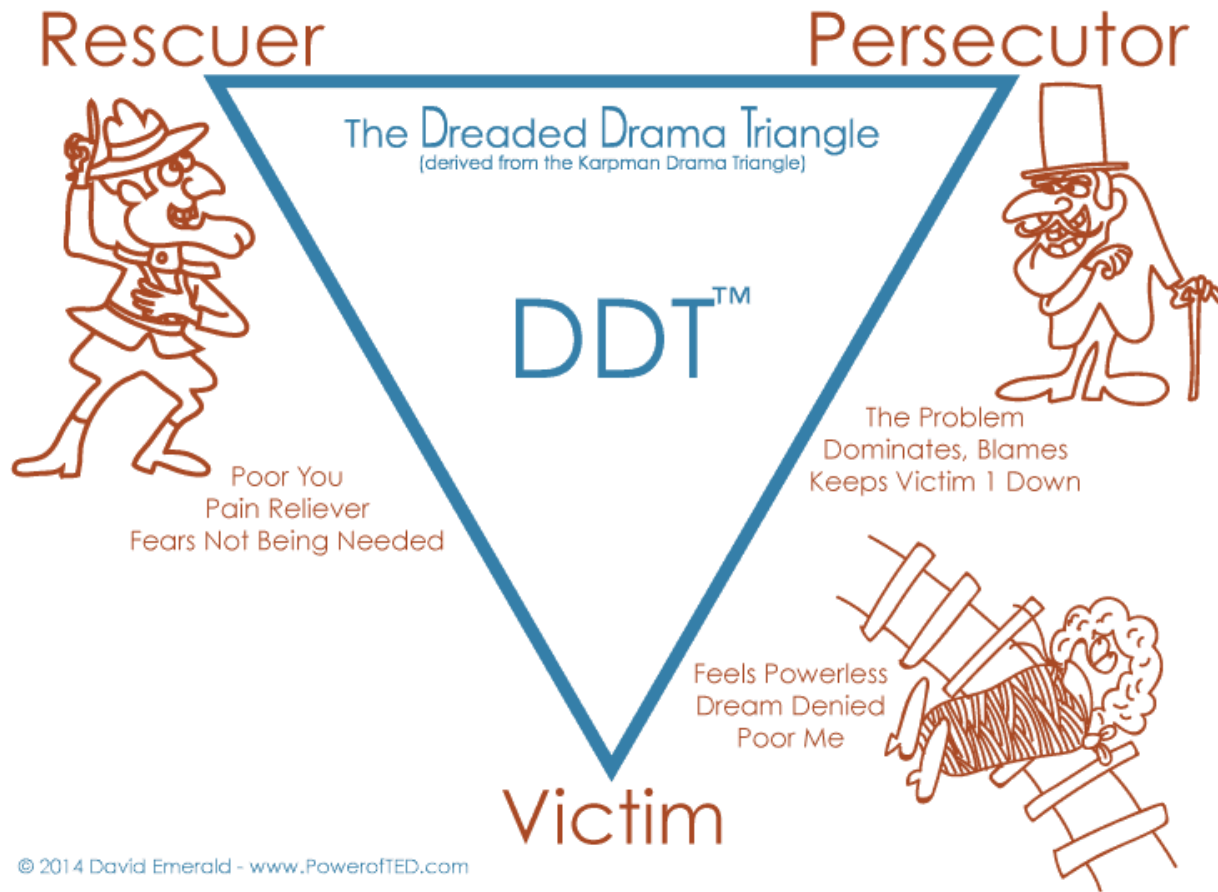 Rescuer
Persecutor
The Dreaded Drama Triangle
(derived from the Karpman Drama Triangle)
DDT™
The Problem
Dominates, Blames
Keeps Victim 1 Down
Poor You
Pain Reliever
Fears Not Being Needed
Feels Powerless
Dream Denied
Poor Me
Victim
© 2014 David Emerald - www.PowerofTED.com